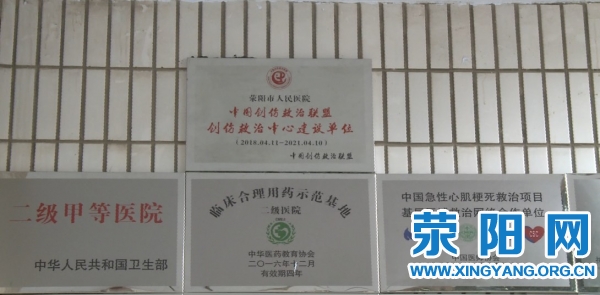 荥阳市人民医院
中国创伤救治联盟
创伤救治中心建设单位
(2018.04.11-2021.04.10)
中国创伤救治联盟
二级甲等医院
中华人民共和国卫生部
临床合理用药示范基地
二级医院
中华医药教育协会
二〇一六年十二月
有效期四年
中国急性心肌梗死救治项目
CSC
荥阳网
WWW.XINGYANG.ORG.CN